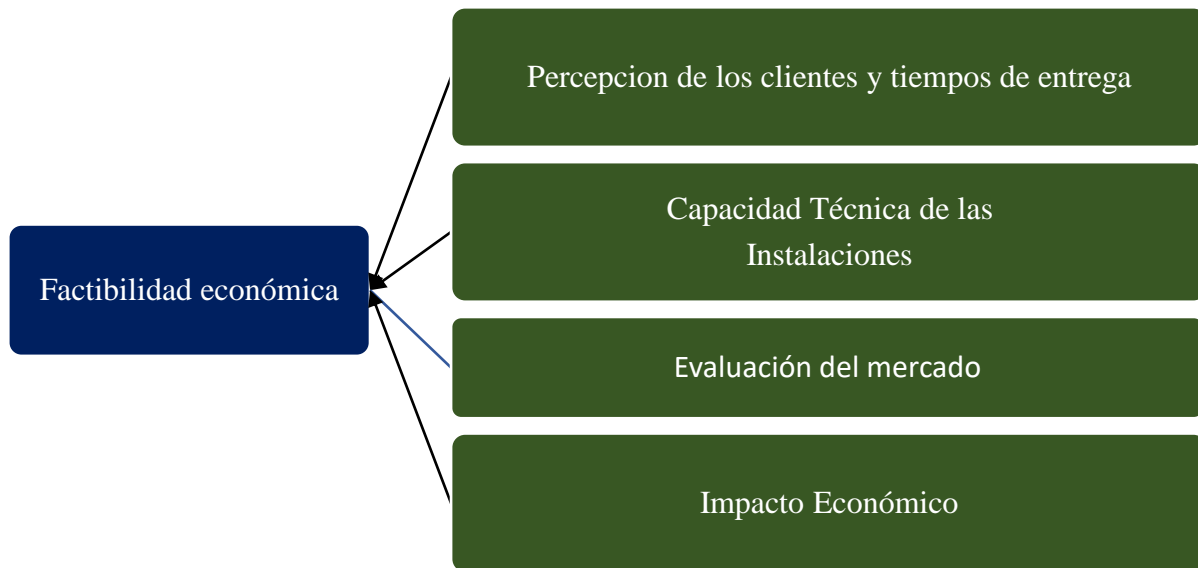 Percepcion de los clientes y tiempos de entrega
Capacidad Técnica de las
Instalaciones
Factibilidad económica
Evaluación del mercado
Impacto Económico